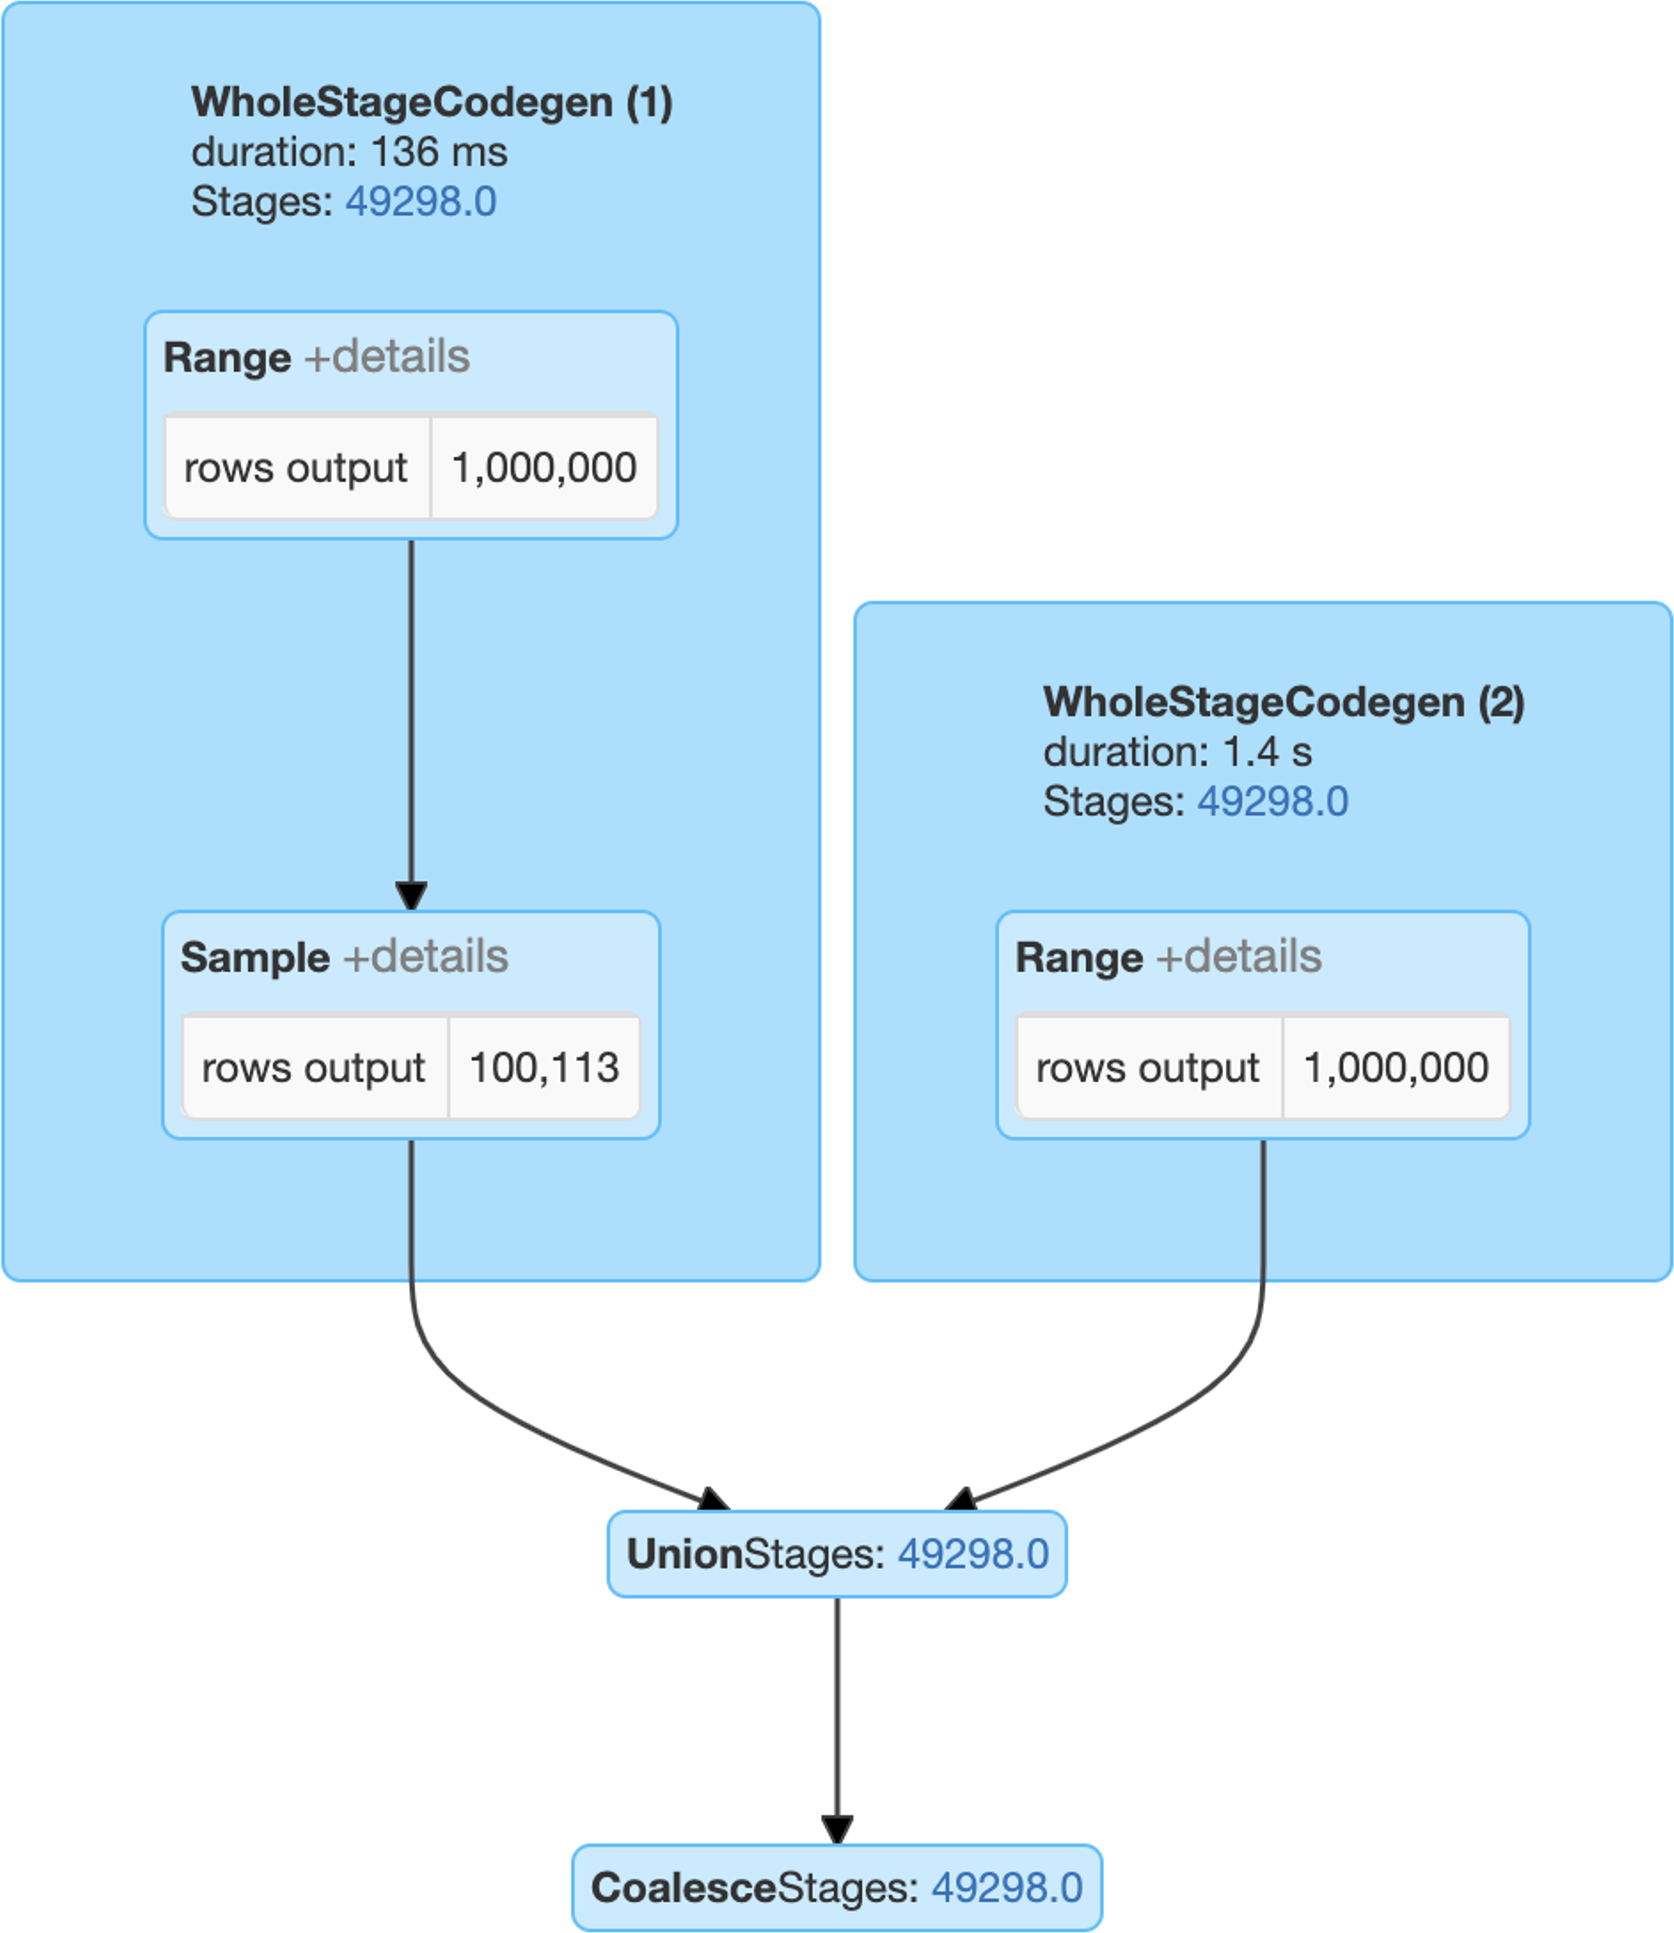 WholeStageCodegen (1)
duration: 136 ms
Stages: 49298.0
Range +details
rows output 1,000,000
Sample +details
rows output 100,113
WholeStageCodegen (2)
duration: 1.4 s
Stages: 49298.0
Range +details
rows output 1,000,000
UnionStages: 49298.0
CoalesceStages: 49298.0